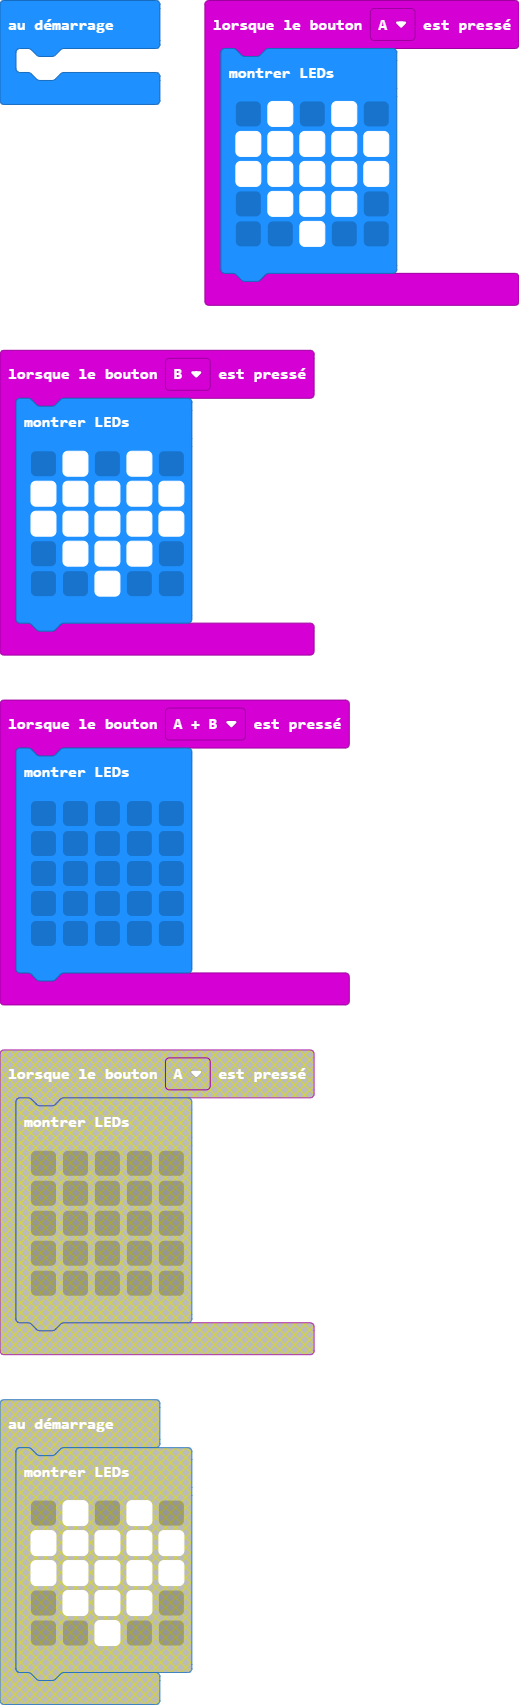 au démarrage
lorsque le bouton A est pressé
montrer LEDs
lorsque le bouton B est pressé
montrer LEDs
lorsque le bouton A + B est pressé
montrer LEDs
lorsque le bouton A est pressé
montrer LEDs
au démarrage
montrer LEDs